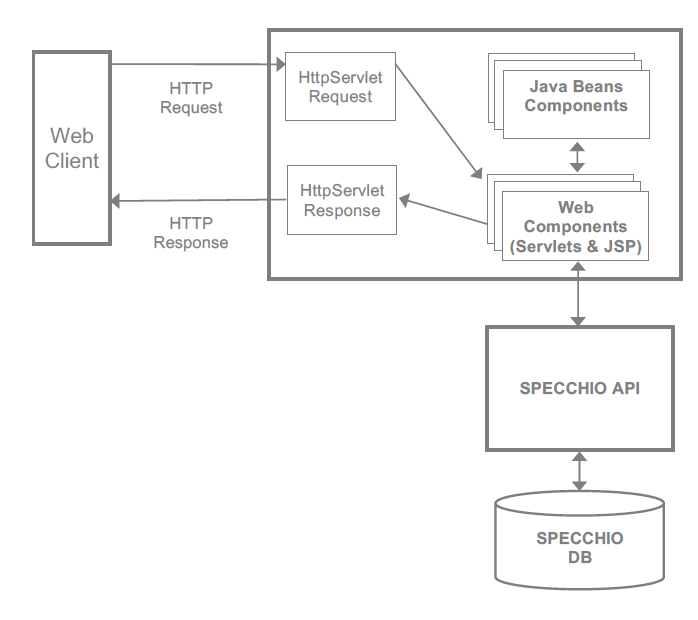 Web
Client
HTTP
Request
HTTP
Response
HttpServlet
Request
HttpServlet
Response
Java Beans
Components
Web
Components
(Servlets & JSP)
SPECCHIO API
SPECCHIO
DB